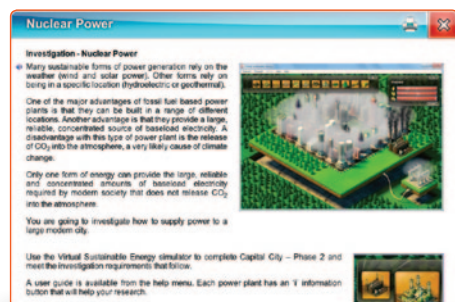 Nuclear Power
Investigation - Nuclear Power
Many sustainable forms of power generation rely on the
weather (wind and solar power). Other forms rely on
being in a specific location (hydroelectric or geothermal).
One of the major advantages of fossil fuel based power
plants is that they can be built in a range of different
locations. Another advantage is that they provide a large,
reliable, concentrated source of baseload electricity. A
disadvantage with this type of power plant is the release
of CO₂ into the atmosphere, a very likely cause of climate
change.
Only one form of energy can provide the large, reliable
and concentrated amounts of baseload electricity
required by modern society that does not release CO₂
into the atmosphere.
You are going to investigate how to supply power to a
large modern city.
Use the Virtual Sustainable Energy simulator to complete Capital City – Phase 2 and
meet the investigation requirements that follow.
A user guide is available from the help menu. Each power plant has an 'i' information
button that will help your research.